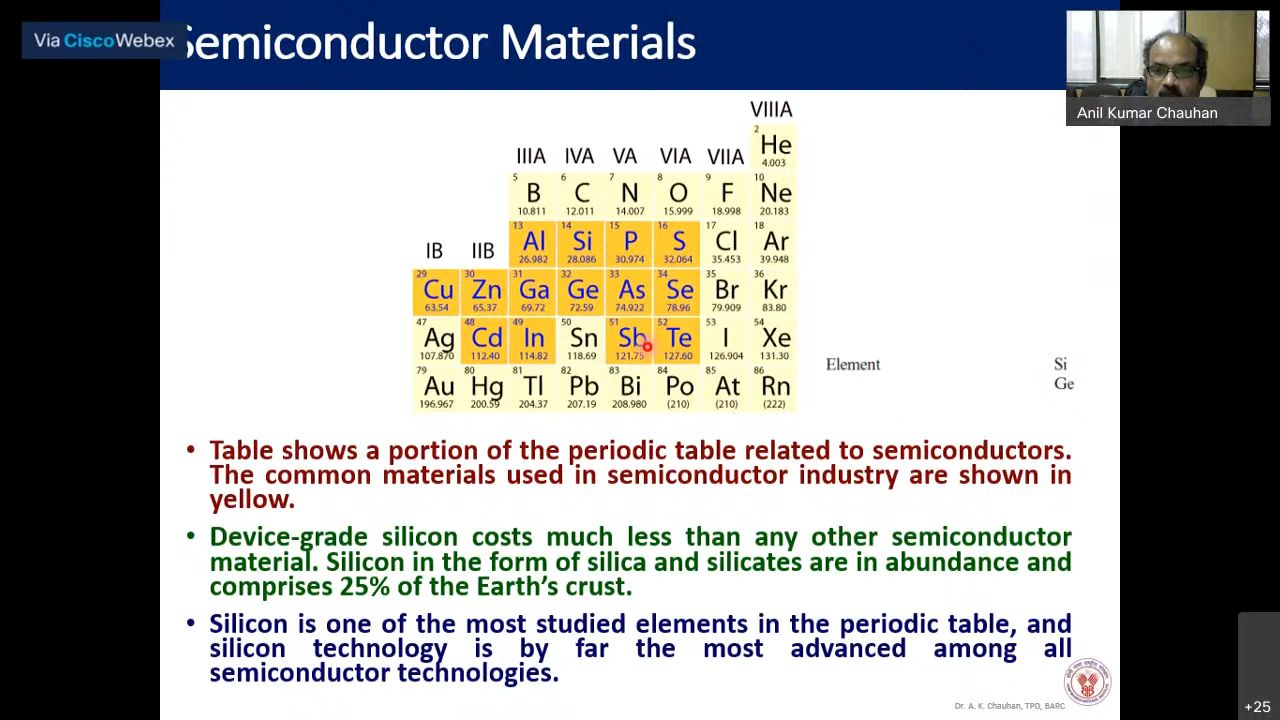 Via Cisco Webex
Semiconductor Materials
Anil Kumar Chauhan
VIIIA
2
He
4.003
IIIA IVA VA VIA VIIA
5 6 7 8 9 10
B C N O F Ne
10.811 12.011 14.007 15.999 18.998 20.183
13 14 15 16 17 18
Al Si P S Cl Ar
26.982 28.086 30.974 32.064 35.453 39.948
IB IIB
29 30 31 32 33 34 35 36
Cu Zn Ga Ge As Se Br Kr
63.54 65.37 69.72 72.59 74.922 78.96 79.909 83.80
47 48 49 50 51 52 53 54
Ag Cd In Sn Sb Te I Xe
107.870 112.40 114.82 118.69 121.75 127.60 126.904 131.30
79 80 81 82 83 84 85 86
Au Hg Tl Pb Bi Po At Rn
196.967 200.59 204.37 207.19 208.980 (210) (210) (222)
Element Si
Ge
• Table shows a portion of the periodic table related to semiconductors.
The common materials used in semiconductor industry are shown in
yellow.
• Device-grade silicon costs much less than any other semiconductor
material. Silicon in the form of silica and silicates are in abundance and
comprises 25% of the Earth's crust.
• Silicon is one of the most studied elements in the periodic table, and
silicon technology is by far the most advanced among all
semiconductor technologies.
Dr. A. K. Chauhan, TPD, BARC
+25